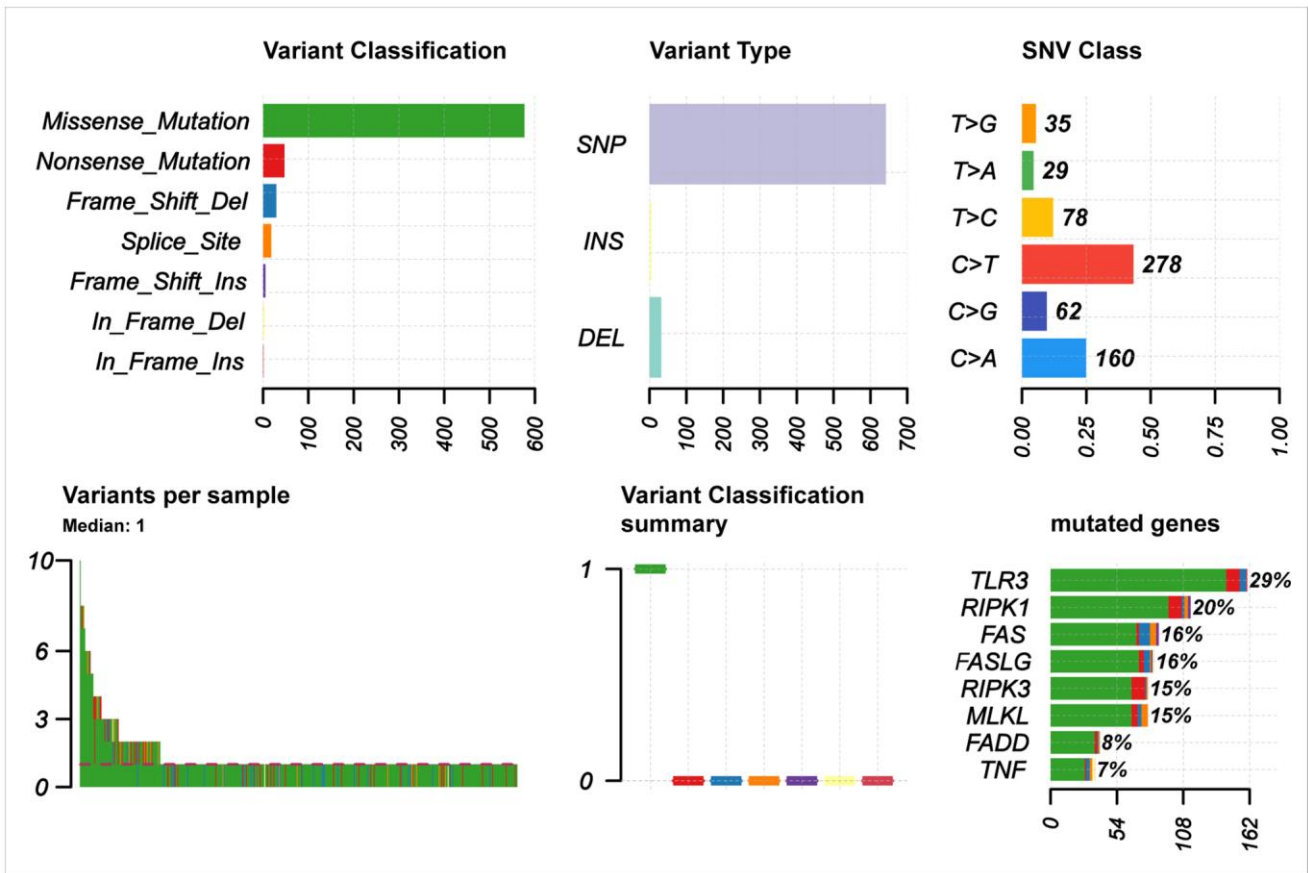 Variant Classification
Missense_Mutation
Nonsense_Mutation
Frame_Shift_Del
Splice_Site
Frame_Shift_Ins
In_Frame_Del
In_Frame_Ins
0 100 200 300 400 500 600
Variant Type
SNP
INS
DEL
0 100 200 300 400 500 600 700
SNV Class
T>G 35
T>A 29
T>C 78
C>T 278
C>G 62
C>A 160
0.00 0.25 0.50 0.75 1.00
Variants per sample
Median: 1
10
6
3
0
Variant Classification
summary
1
0
mutated genes
TLR3 29%
RIPK1 20%
FAS 16%
FASLG 16%
RIPK3 15%
MLKL 15%
FADD 8%
TNF 7%
0 54 108 162